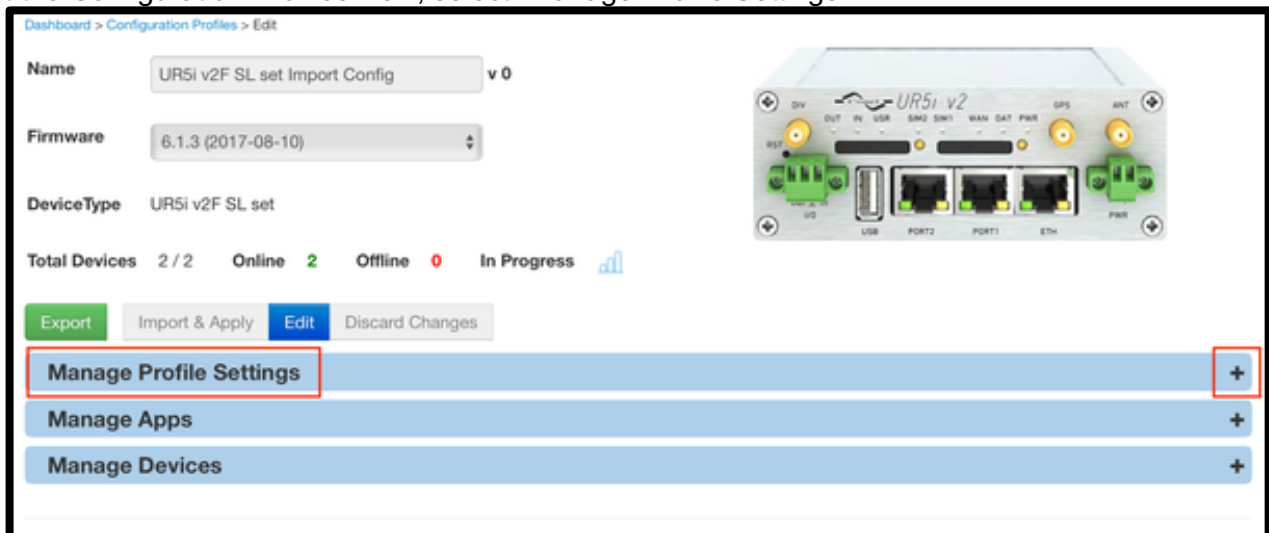 Dashboard > Configuration Profiles > Edit
Name UR5i v2F SL set Import Config v 0
Firmware 6.1.3 (2017-08-10)
DeviceType UR5i v2F SL set
Total Devices 2 / 2 Online 2 Offline 0 In Progress
UR5i v2
DIV GPS ANT
OUT IN USR SIM2 SIM1 WAN DAT PWR
RST
I/O USB PORT2 PORT1 ETH PWR
Export Import & Apply Edit Discard Changes
Manage Profile Settings +
Manage Apps +
Manage Devices +